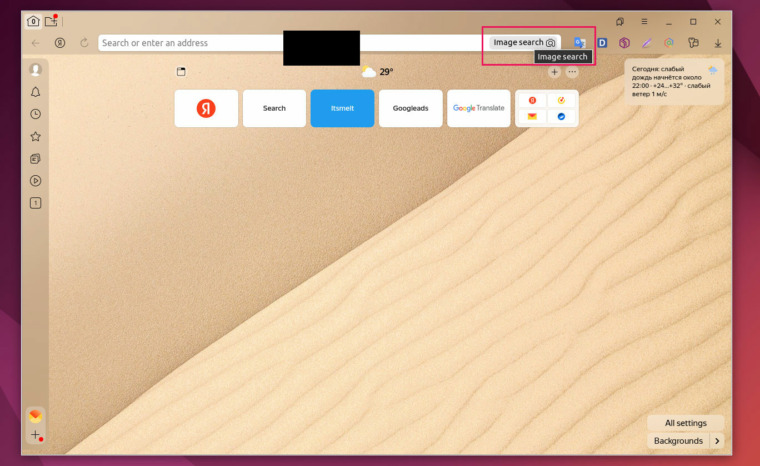 0
Я
Search or enter an address
Image search
D
Image search
29°
Сегодня: слабый
дождь начнётся около
22:00 · +24...+32° · слабый
ветер 1 м/с
Я
Search
Itsmelt
Googleads
Google Translate
Я
1
All settings
Backgrounds